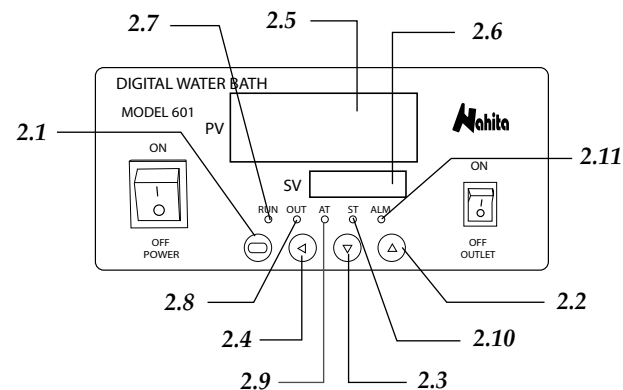 2.7
2.5
2.6
DIGITAL WATER BATH
MODEL 601
PV
Nahita
2.1
ON
ON
2.11
SV
RUN OUT AT ST ALM
I
O
I
O
OFF
POWER
OFF
OUTLET
2.8
2.2
2.4
2.10
2.9
2.3